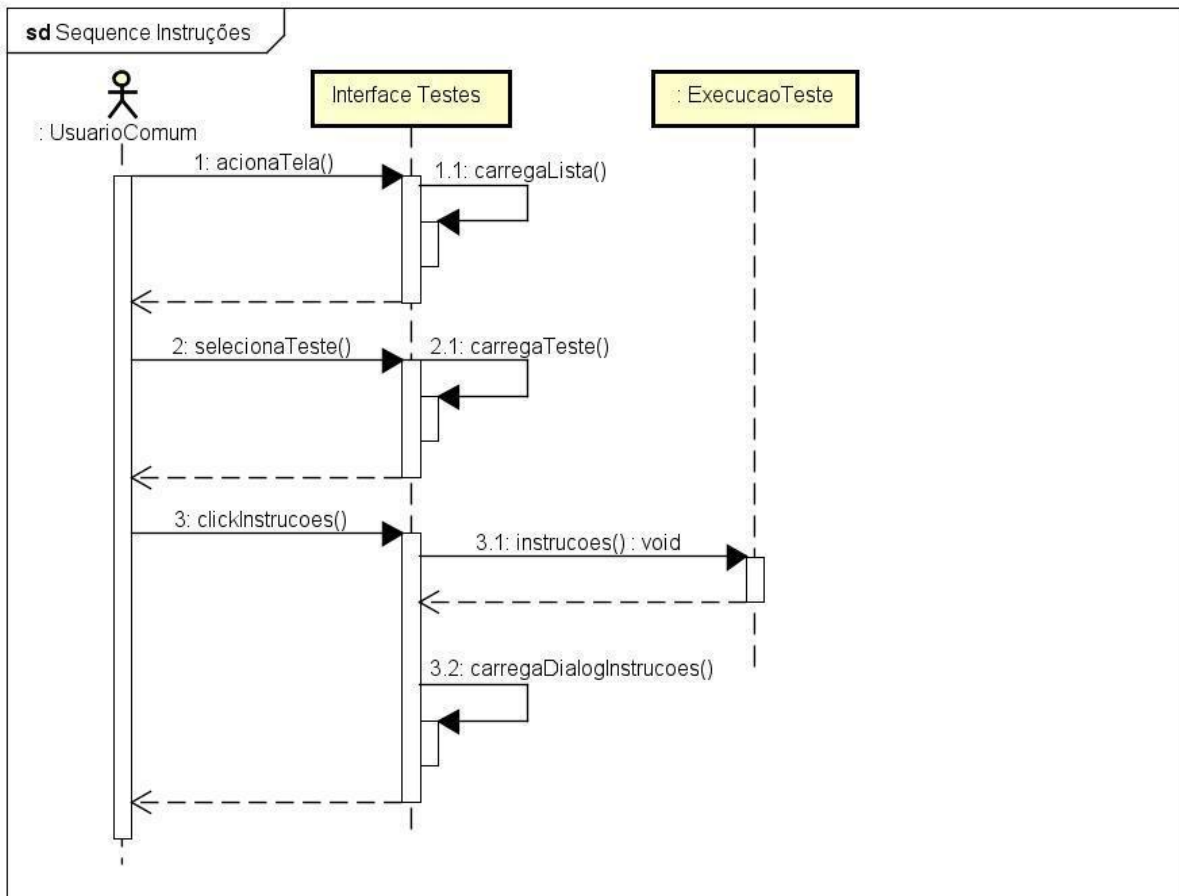 sd Sequence Instruções
: UsuarioComum
Interface Testes
: ExecucaoTeste
1: acionaTela()
1.1: carregaLista()
2: selecionaTeste()
2.1: carregaTeste()
3: clickInstrucoes()
3.1: instrucoes() : void
3.2: carregaDialogInstrucoes()